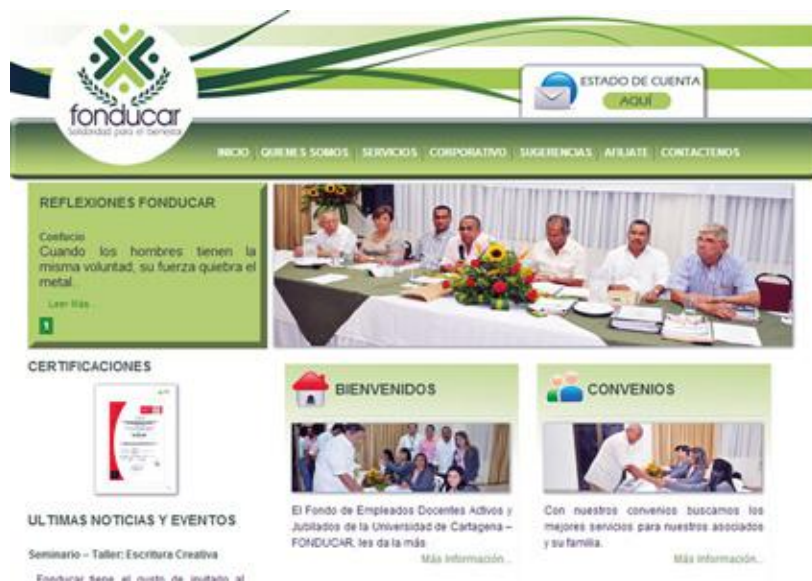 fonducar
Solidaridad para el bienestar
ESTADO DE CUENTA
AQUÍ
INICIO QUIENES SOMOS SERVICIOS CORPORATIVO SUGERENCIAS AFILIATE CONTACTENOS
REFLEXIONES FONDUCAR
Confucio
Cuando los hombres tienen la
misma voluntad, su fuerza quiebra el
metal.
Leer Más...
1
CERTIFICACIONES
ULTIMAS NOTICIAS Y EVENTOS
Seminario – Taller: Escritura Creativa
Fonducar tiene el gusto de invitarlo al
BIENVENIDOS
El Fondo de Empleados Docentes Activos y
Jubilados de la Universidad de Cartagena –
FONDUCAR, les da la más
Más Información...
CONVENIOS
Con nuestros convenios buscamos los
mejores servicios para nuestros asociados
y su familia.
Más Información...